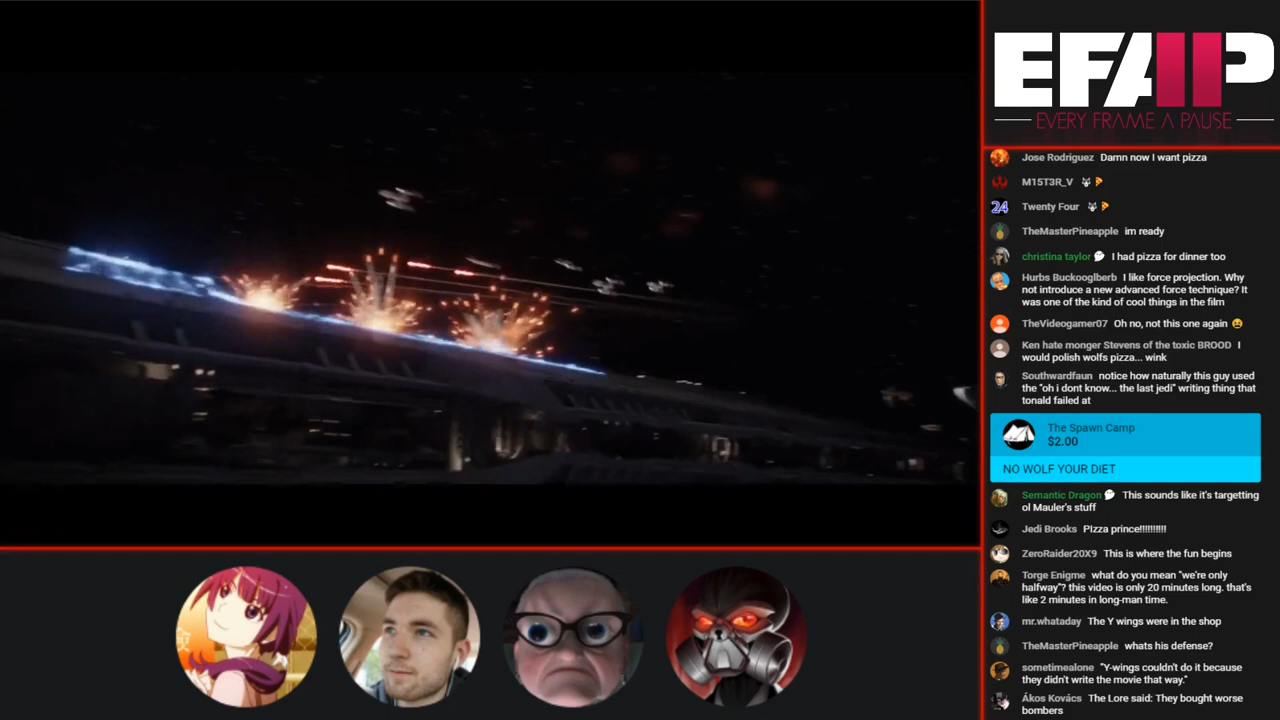 EFAP
EVERY FRAME A PAUSE
Jose Rodriguez Damn now I want pizza
M15T3R_V 🐺🍕
24 Twenty Four 🐺🍕
TheMasterPineapple im ready
christina taylor I had pizza for dinner too
Hurbs Buckooglberb I like force projection. Why
not introduce a new advanced force technique? It
was one of the kind of cool things in the film
TheVideogamer07 Oh no, not this one again 😫
Ken hate monger Stevens of the toxic BROOD I
would polish wolfs pizza... wink
Southwardfaun notice how naturally this guy used
the "oh i dont know... the last jedi" writing thing that
tonald failed at
The Spawn Camp
$2.00
NO WOLF YOUR DIET
Semantic Dragon This sounds like it's targetting
ol Mauler's stuff
Jedi Brooks PIzza prince!!!!!!!!!!
ZeroRaider20X9 This is where the fun begins
Torge Enigme what do you mean "we're only
halfway"? this video is only 20 minutes long. that's
like 2 minutes in long-man time.
mr.whataday The Y wings were in the shop
TheMasterPineapple whats his defense?
sometimealone "Y-wings couldn't do it because
they didn't write the movie that way."
Ákos Kovács The Lore said: They bought worse
bombers